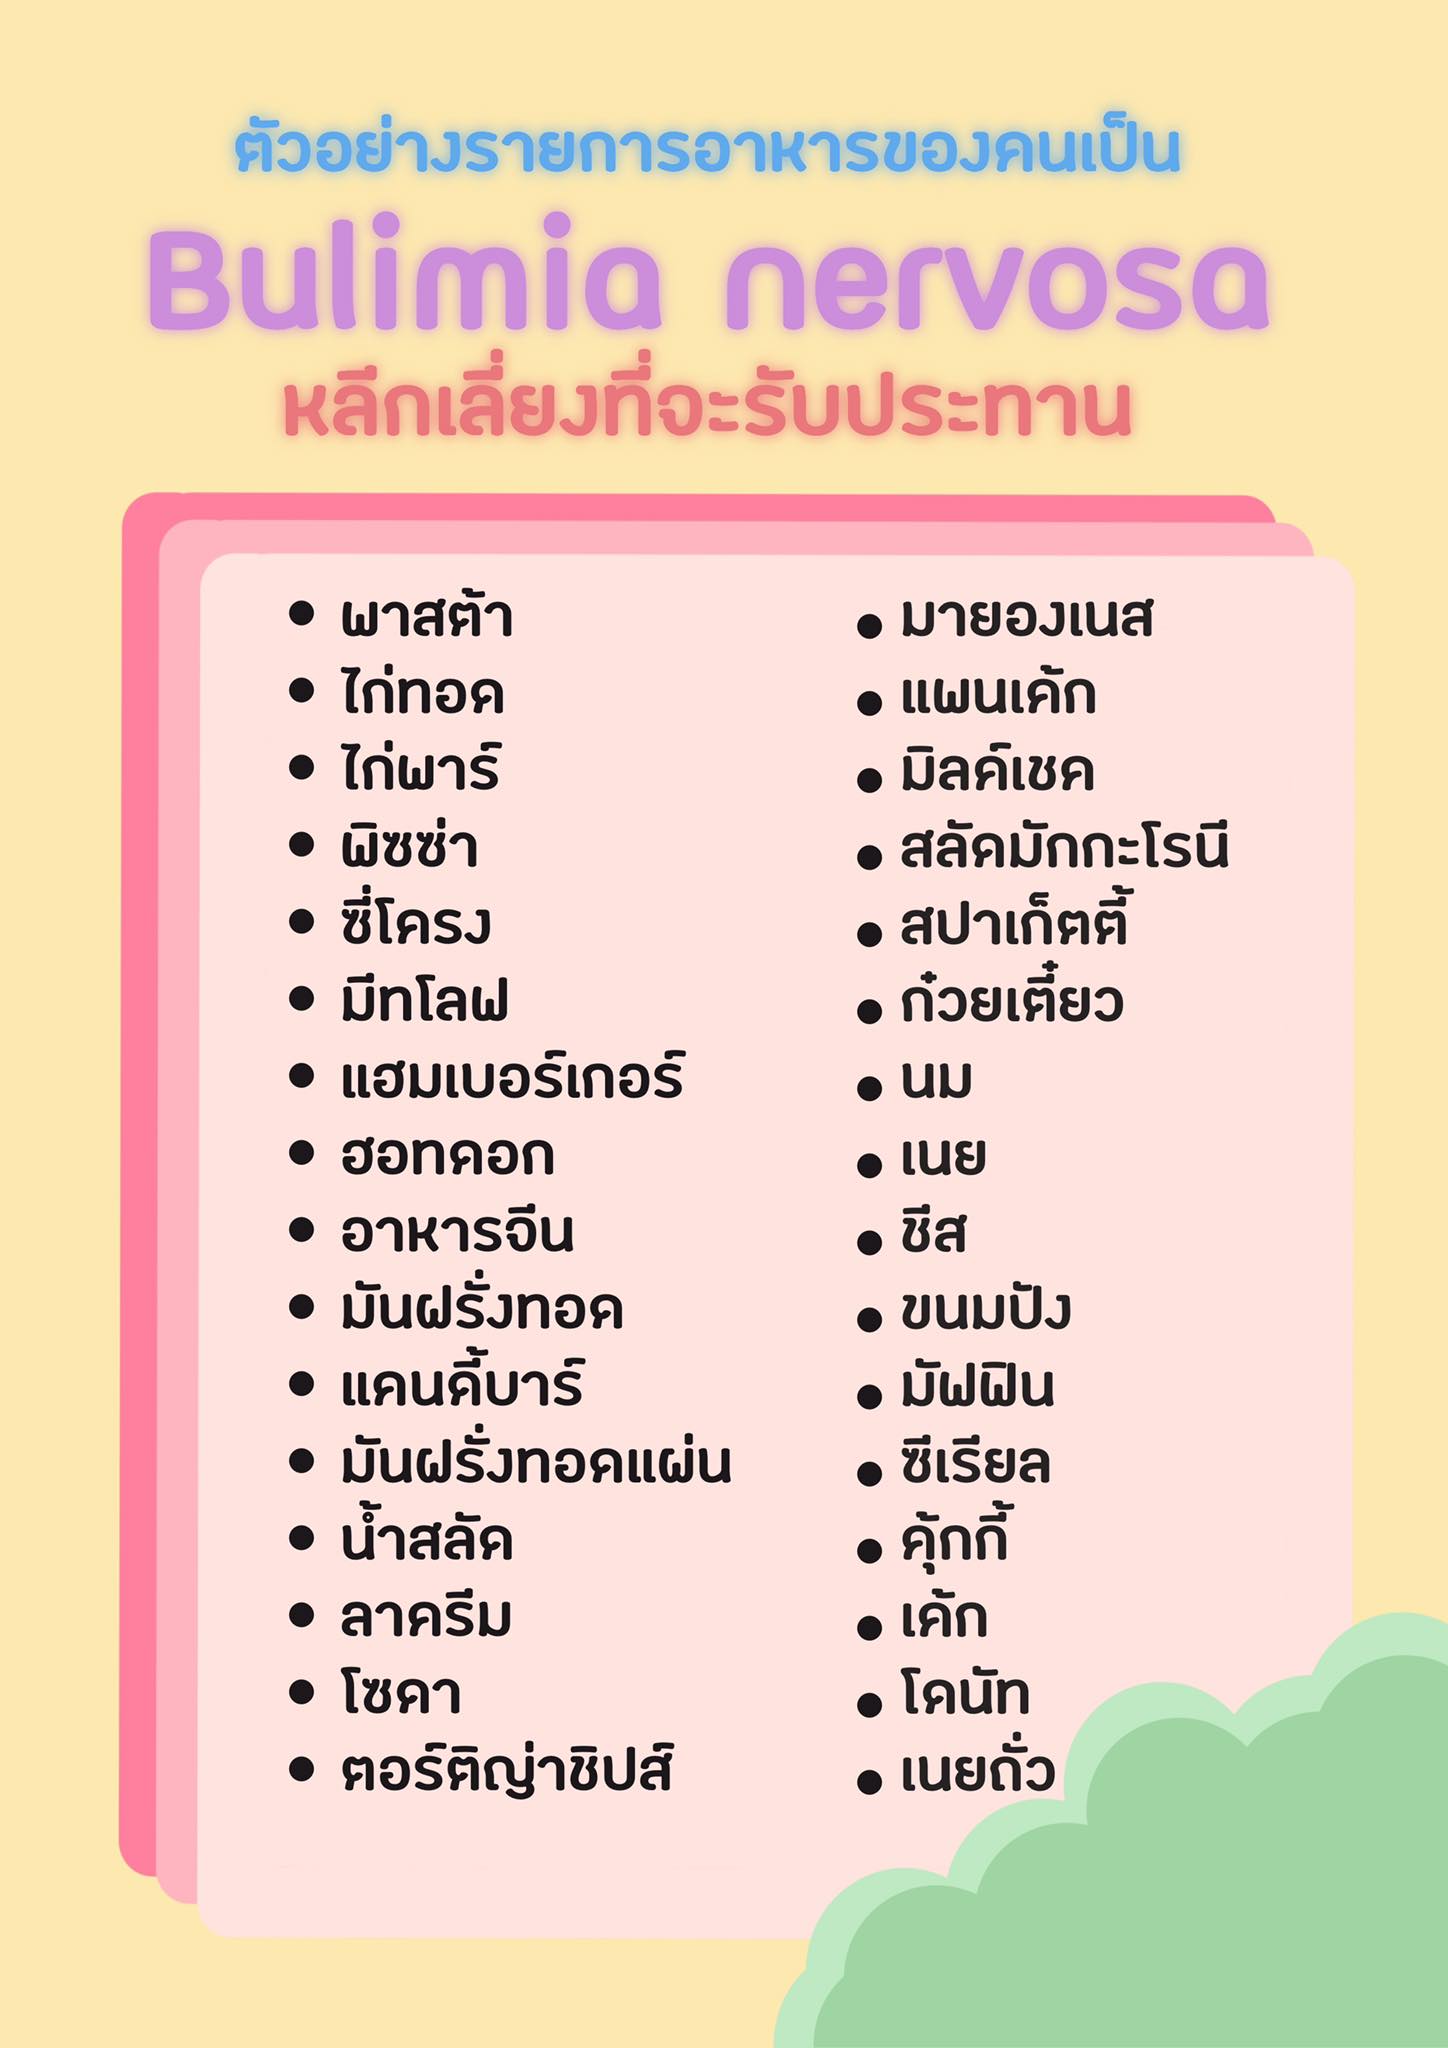 ตัวอย่างรายการอาหารของคนเป็น
Bulimia nervosa
หลีกเลี่ยงที่จะรับประทาน
• พาสต้า
• ไก่ทอด
• ไก่พาร์
• พิซซ่า
• ซี่โครง
• มีทโลฟ
• แฮมเบอร์เกอร์
• ฮอทดอก
• อาหารจีน
• มันฝรั่งทอด
• แคนดี้บาร์
• มันฝรั่งทอดแผ่น
• น้ำสลัด
• ลาครีม
• โซดา
• ตอร์ติญ่าชิปส์
• มายองเนส
• แพนเค้ก
• มิลค์เชค
• สลัดมักกะโรนี
• สปาเก็ตตี้
• ก๋วยเตี๋ยว
• นม
• เนย
• ชีส
• ขนมปัง
• มัฟฟิน
• ซีเรียล
• คุ้กกี้
• เค้ก
• โดนัท
• เนยถั่ว